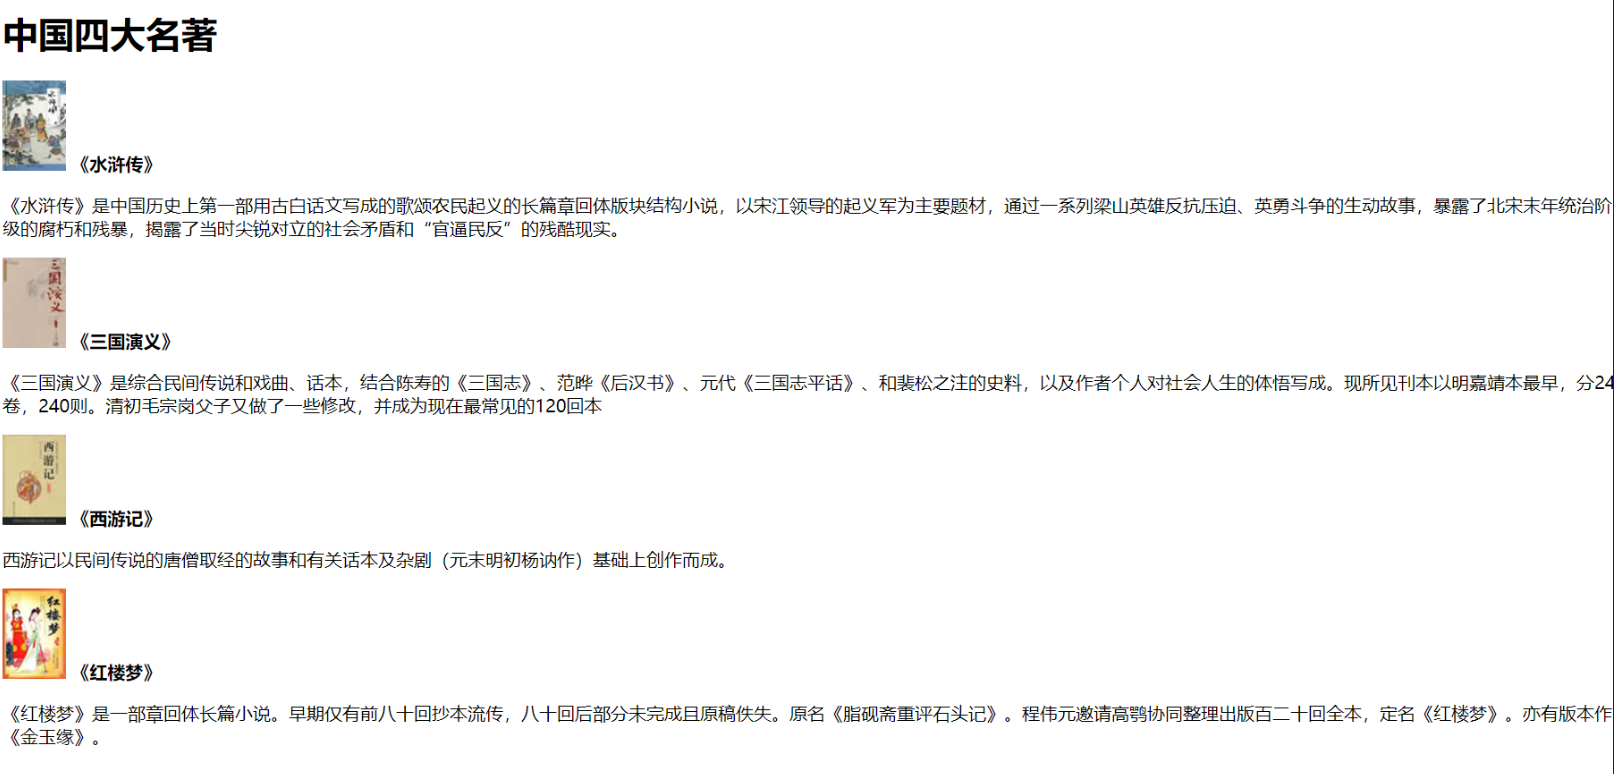 中国四大名著
水浒传
《水浒传》
《水浒传》是中国历史上第一部用古白话文写成的歌颂农民起义的长篇章回体版块结构小说，以宋江领导的起义军为主要题材，通过一系列梁山英雄反抗压迫、英勇斗争的生动故事，暴露了北宋末年统治阶
级的腐朽和残暴，揭露了当时尖锐对立的社会矛盾和“官逼民反”的残酷现实。
三国演义
《三国演义》
《三国演义》是综合民间传说和戏曲、话本，结合陈寿的《三国志》、范晔《后汉书》、元代《三国志平话》、和裴松之注的史料，以及作者个人对社会人生的体悟写成。现所见刊本以明嘉靖本最早，分24
卷，240则。清初毛宗岗父子又做了一些修改，并成为现在最常见的120回本
西游记
《西游记》
西游记以民间传说的唐僧取经的故事和有关话本及杂剧（元末明初杨讷作）基础上创作而成。
红楼梦
《红楼梦》
《红楼梦》是一部章回体长篇小说。早期仅有前八十回抄本流传，八十回后部分未完成且原稿佚失。原名《脂砚斋重评石头记》。程伟元邀请高鹗协同整理出版百二十回全本，定名《红楼梦》。亦有版本作
《金玉缘》。